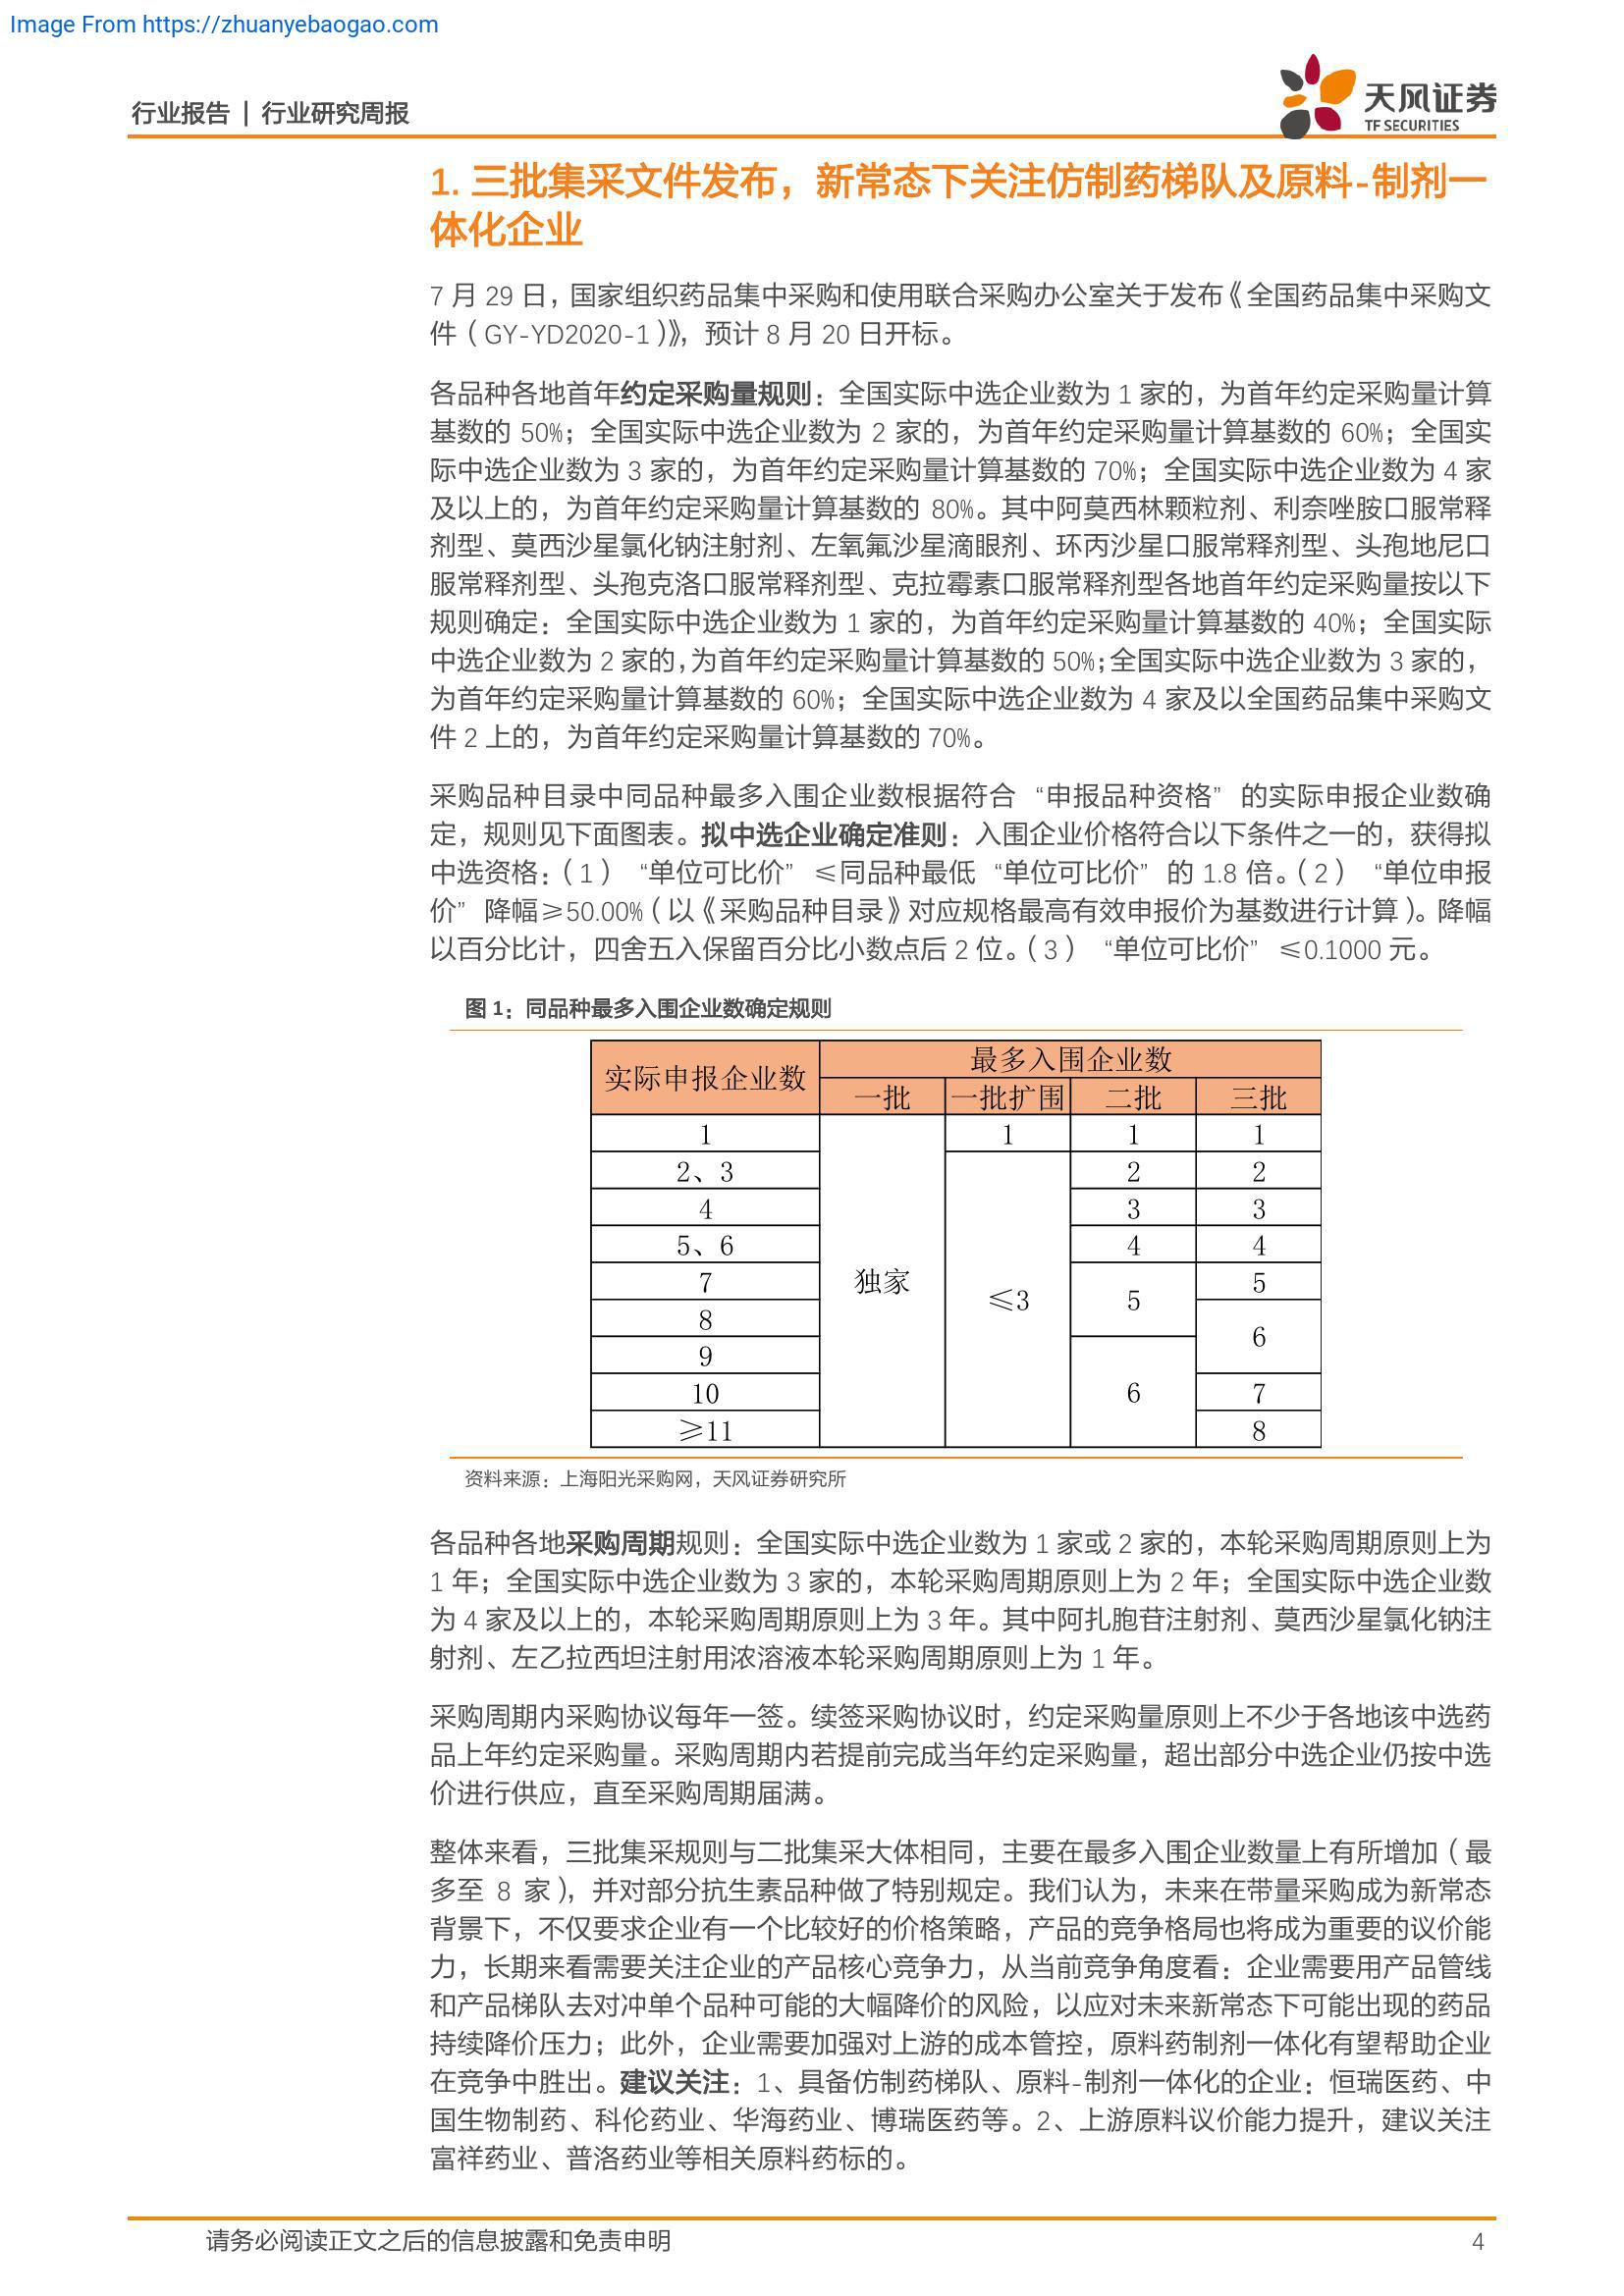 Image From https://zhuanyebaogao.com
行业报告 | 行业研究周报
天风证券
TF SECURITIES
1. 三批集采文件发布，新常态下关注仿制药梯队及原料-制剂一
体化企业
7 月 29 日，国家组织药品集中采购和使用联合采购办公室关于发布《全国药品集中采购文
件（GY-YD2020-1）》，预计 8 月 20 日开标。
各品种各地首年约定采购量规则：全国实际中选企业数为 1 家的，为首年约定采购量计算
基数的 50%；全国实际中选企业数为 2 家的，为首年约定采购量计算基数的 60%；全国实
际中选企业数为 3 家的，为首年约定采购量计算基数的 70%；全国实际中选企业数为 4 家
及以上的，为首年约定采购量计算基数的 80%。其中阿莫西林颗粒剂、利奈唑胺口服常释
剂型、莫西沙星氯化钠注射剂、左氧氟沙星滴眼剂、环丙沙星口服常释剂型、头孢地尼口
服常释剂型、头孢克洛口服常释剂型、克拉霉素口服常释剂型各地首年约定采购量按以下
规则确定：全国实际中选企业数为 1 家的，为首年约定采购量计算基数的 40%；全国实际
中选企业数为 2 家的，为首年约定采购量计算基数的 50%；全国实际中选企业数为 3 家的，
为首年约定采购量计算基数的 60%；全国实际中选企业数为 4 家及以全国药品集中采购文
件 2 上的，为首年约定采购量计算基数的 70%。
采购品种目录中同品种最多入围企业数根据符合“申报品种资格”的实际申报企业数确
定，规则见下面图表。拟中选企业确定准则：入围企业价格符合以下条件之一的，获得拟
中选资格：（1）“单位可比价”≤同品种最低“单位可比价”的 1.8 倍。（2）“单位申报
价”降幅≥50.00%（以《采购品种目录》对应规格最高有效申报价为基数进行计算）。降幅
以百分比计，四舍五入保留百分比小数点后 2 位。（3）“单位可比价”≤0.1000 元。
图 1：同品种最多入围企业数确定规则
实际申报企业数 最多入围企业数
一批 一批扩围 二批 三批
1 1 1 1
2、3 2 2
4 3 3
5、6 4 4
7 独家 ≤3 5 5
8 6
9 6
10 7
≥11 8
资料来源：上海阳光采购网，天风证券研究所
各品种各地采购周期规则：全国实际中选企业数为 1 家或 2 家的，本轮采购周期原则上为
1 年；全国实际中选企业数为 3 家的，本轮采购周期原则上为 2 年；全国实际中选企业数
为 4 家及以上的，本轮采购周期原则上为 3 年。其中阿扎胞苷注射剂、莫西沙星氯化钠注
射剂、左乙拉西坦注射用浓溶液本轮采购周期原则上为 1 年。
采购周期内采购协议每年一签。续签采购协议时，约定采购量原则上不少于各地该中选药
品上年约定采购量。采购周期内若提前完成当年约定采购量，超出部分中选企业仍按中选
价进行供应，直至采购周期届满。
整体来看，三批集采规则与二批集采大体相同，主要在最多入围企业数量上有所增加（最
多至 8 家），并对部分抗生素品种做了特别规定。我们认为，未来在带量采购成为新常态
背景下，不仅要求企业有一个比较好的价格策略，产品的竞争格局也将成为重要的议价能
力，长期来看需要关注企业的产品核心竞争力，从当前竞争角度看：企业需要用产品管线
和产品梯队去对冲单个品种可能的大幅降价的风险，以应对未来新常态下可能出现的药品
持续降价压力；此外，企业需要加强对上游的成本管控，原料药制剂一体化有望帮助企业
在竞争中胜出。建议关注：1、具备仿制药梯队、原料-制剂一体化的企业：恒瑞医药、中
国生物制药、科伦药业、华海药业、博瑞医药等。2、上游原料议价能力提升，建议关注
富祥药业、普洛药业等相关原料药标的。
请务必阅读正文之后的信息披露和免责申明
4